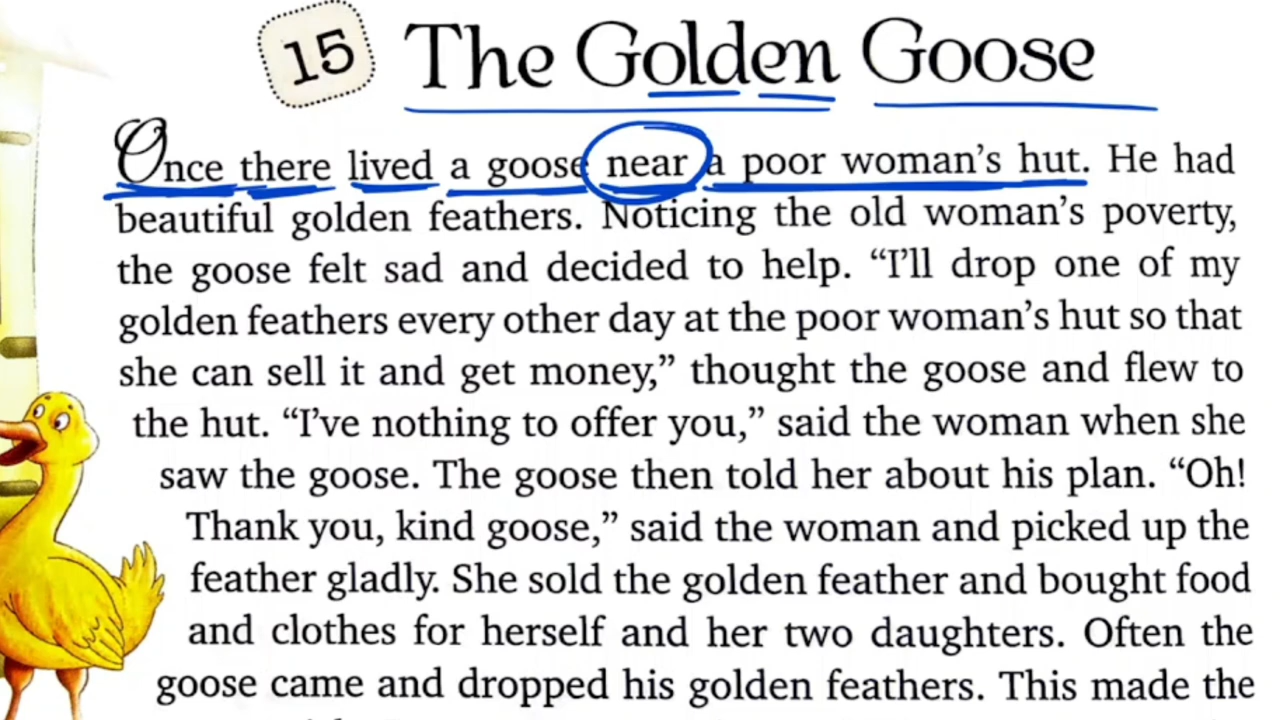 15 The Golden Goose
Once there lived a goose near a poor woman's hut. He had
beautiful golden feathers. Noticing the old woman's poverty,
the goose felt sad and decided to help. “I'll drop one of my
golden feathers every other day at the poor woman's hut so that
she can sell it and get money,” thought the goose and flew to
the hut. “I've nothing to offer you,” said the woman when she
saw the goose. The goose then told her about his plan. “Oh!
Thank you, kind goose,” said the woman and picked up the
feather gladly. She sold the golden feather and bought food
and clothes for herself and her two daughters. Often the
goose came and dropped his golden feathers. This made the